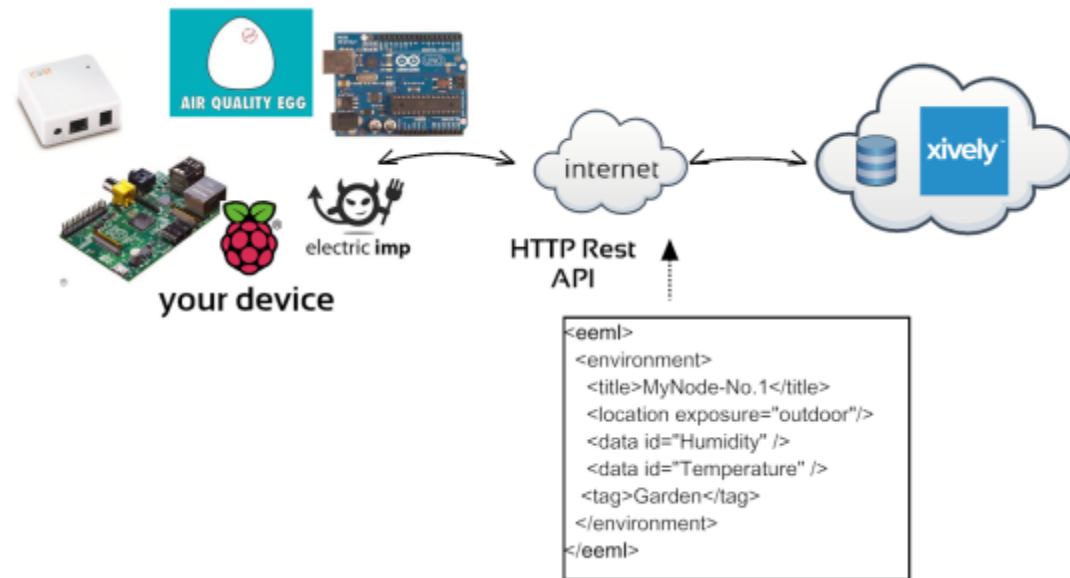 AIR QUALITY EGG
electric imp
your device
internet
xively
HTTP Rest
API
<eeml>
<environment>
<title>MyNode-No.1</title>
<location exposure="outdoor"/>
<data id="Humidity" />
<data id="Temperature" />
<tag>Garden</tag>
</environment>
</eeml>